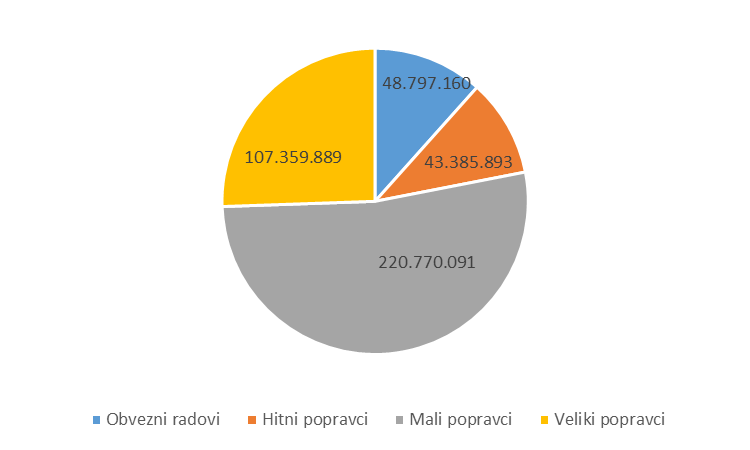 48.797.160
107.359.889
43.385.893
220.770.091
Obvezni radovi
Hitni popravci
Mali popravci
Veliki popravci